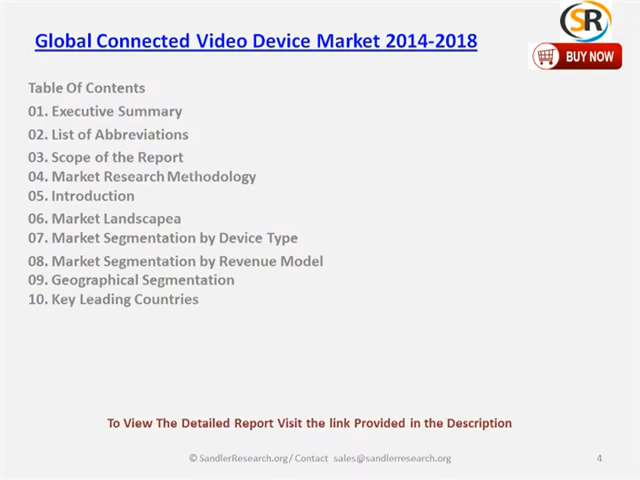 Global Connected Video Device Market 2014-2018
SR
BUY NOW
Table Of Contents
01. Executive Summary
02. List of Abbreviations
03. Scope of the Report
04. Market Research Methodology
05. Introduction
06. Market Landscapea
07. Market Segmentation by Device Type
08. Market Segmentation by Revenue Model
09. Geographical Segmentation
10. Key Leading Countries
To View The Detailed Report Visit the link Provided in the Description
© SandlerResearch.org/ Contact sales@sandlerresearch.org
4